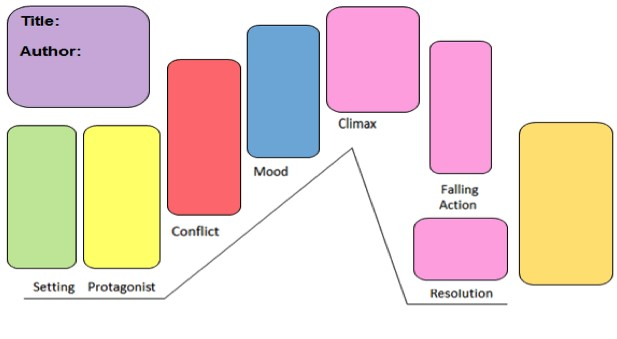 Title:
Author:
Climax
Mood
Falling
Action
Conflict
Setting
Protagonist
Resolution